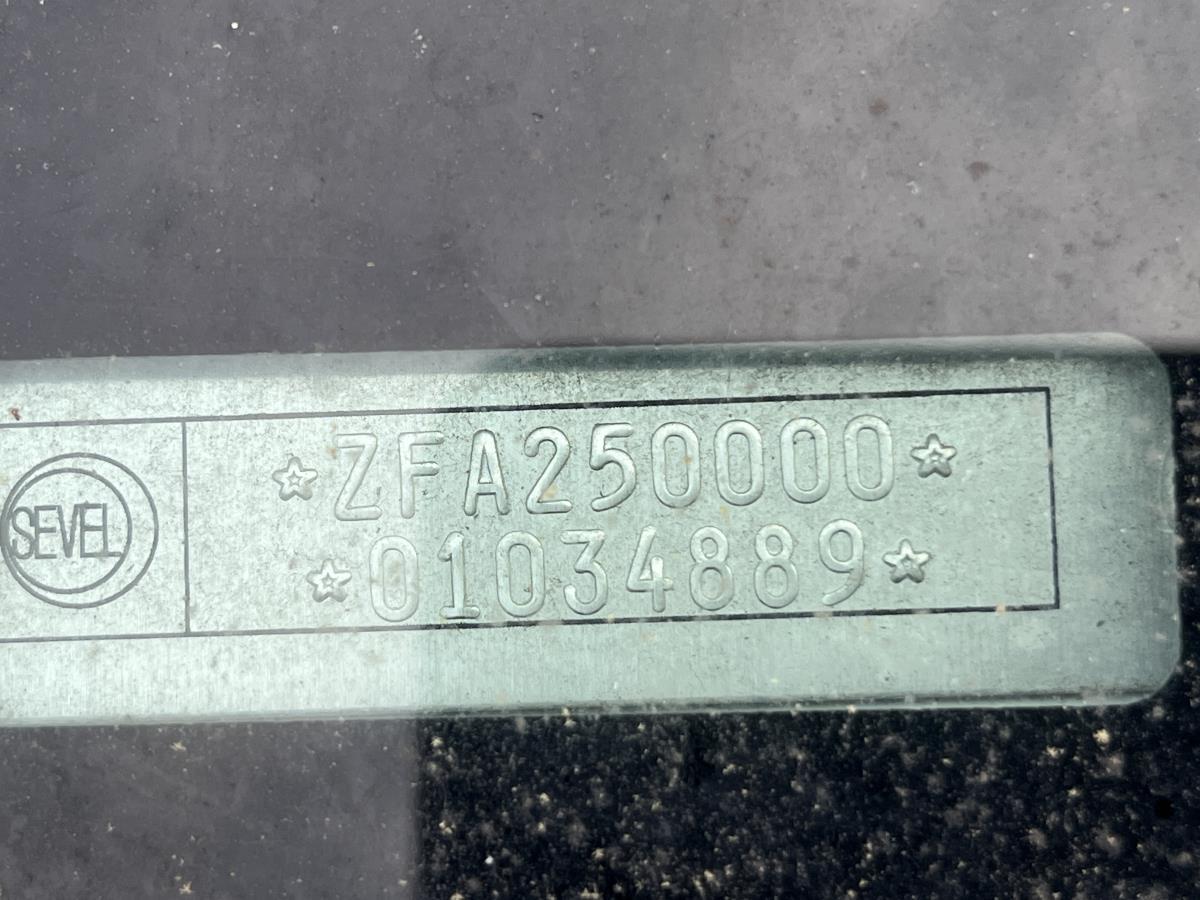 SEVEL
☆ZFA250000☆
☆01034889☆